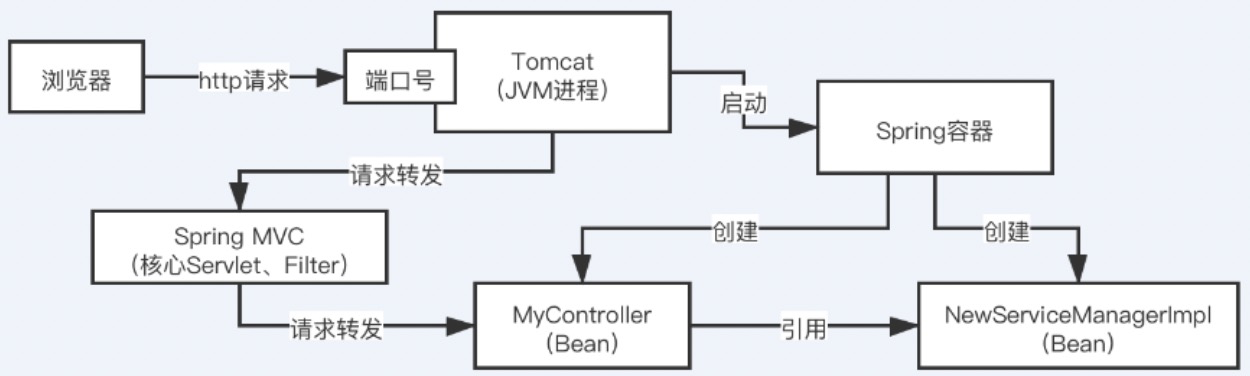 浏览器
http请求
端口号
Tomcat
（JVM进程）
启动
Spring容器
请求转发
Spring MVC
（核心Servlet、Filter）
创建
创建
请求转发
MyController
（Bean）
引用
NewServiceManagerImpl
（Bean）